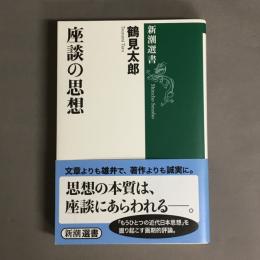 新潮選書
Shincho Sensho
鶴見太郎
Tsurumi Taro
座談の思想
文章よりも雄弁で、著作よりも誠実に。
思想の本質は、
座談にあらわれる――。
新潮選書
「もうひとつの近代日本思想」を
掘り起こす画期的評論。